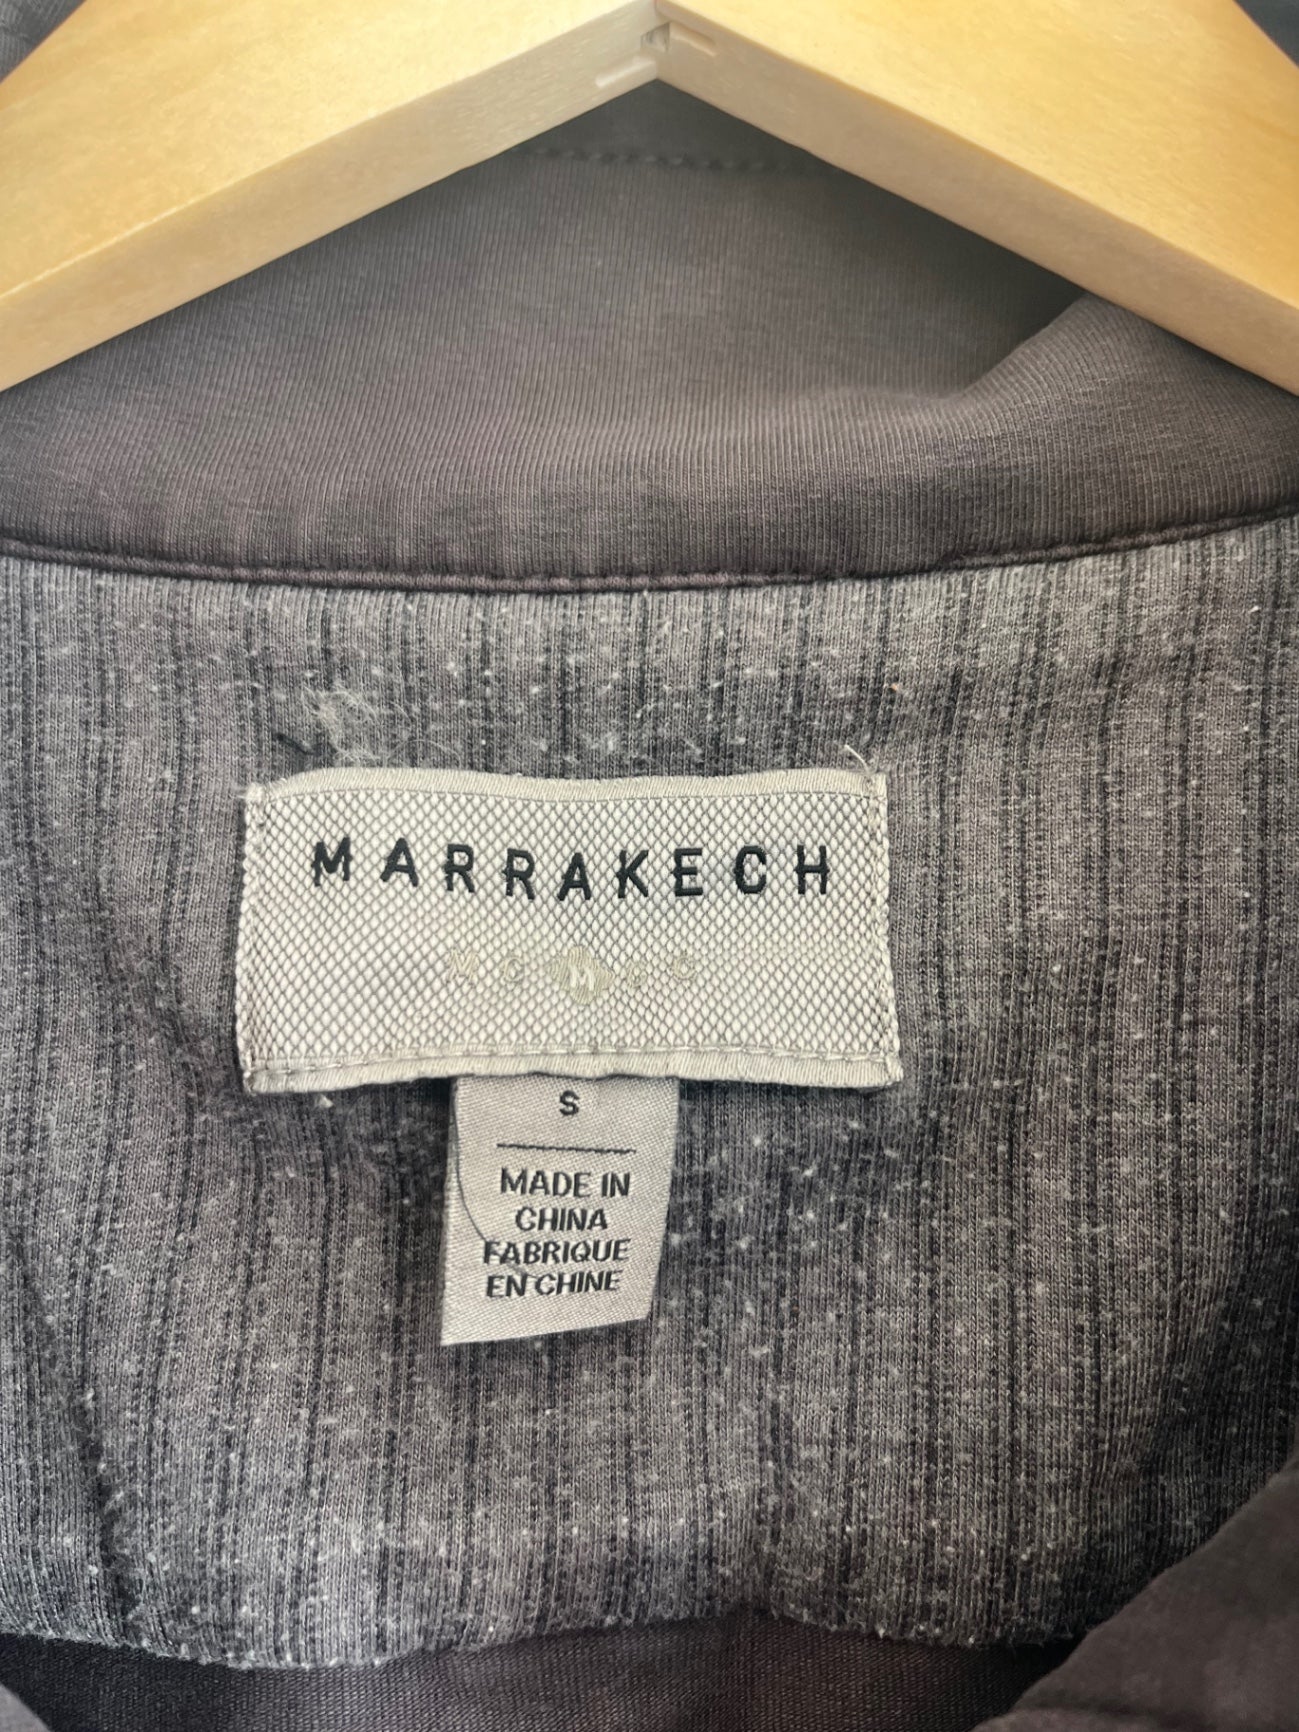 MARRAKECH
S
MADE IN
CHINA
FABRIQUE
EN CHINE